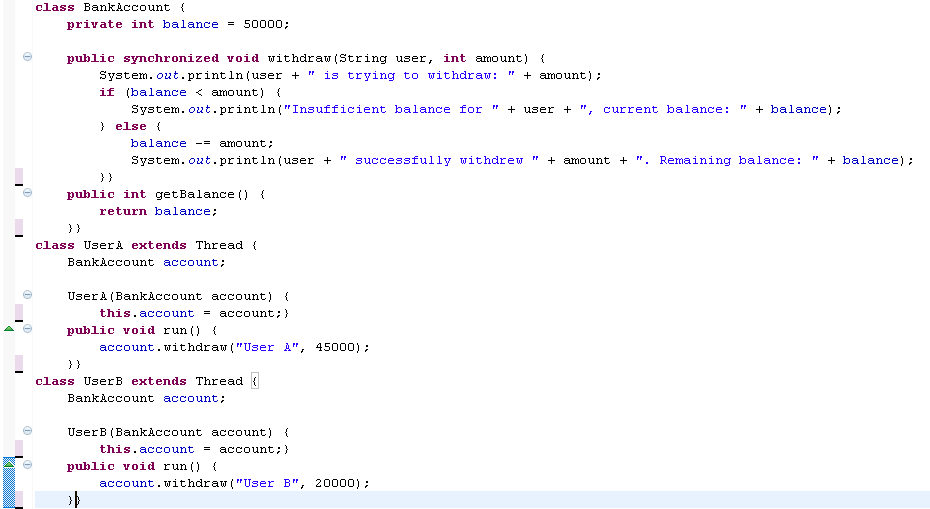 class BankAccount {
    private int balance = 50000;

    public synchronized void withdraw(String user, int amount) {
        System.out.println(user + " is trying to withdraw: " + amount);
        if (balance < amount) {
            System.out.println("Insufficient balance for " + user + ", current balance: " + balance);
        } else {
            balance -= amount;
            System.out.println(user + " successfully withdrew " + amount + ". Remaining balance: " + balance);
        }}
    public int getBalance() {
        return balance;
    }}
class UserA extends Thread {
    BankAccount account;

    UserA(BankAccount account) {
        this.account = account;}
    public void run() {
        account.withdraw("User A", 45000);
    }}
class UserB extends Thread {
    BankAccount account;

    UserB(BankAccount account) {
        this.account = account;}
    public void run() {
        account.withdraw("User B", 20000);
    }}